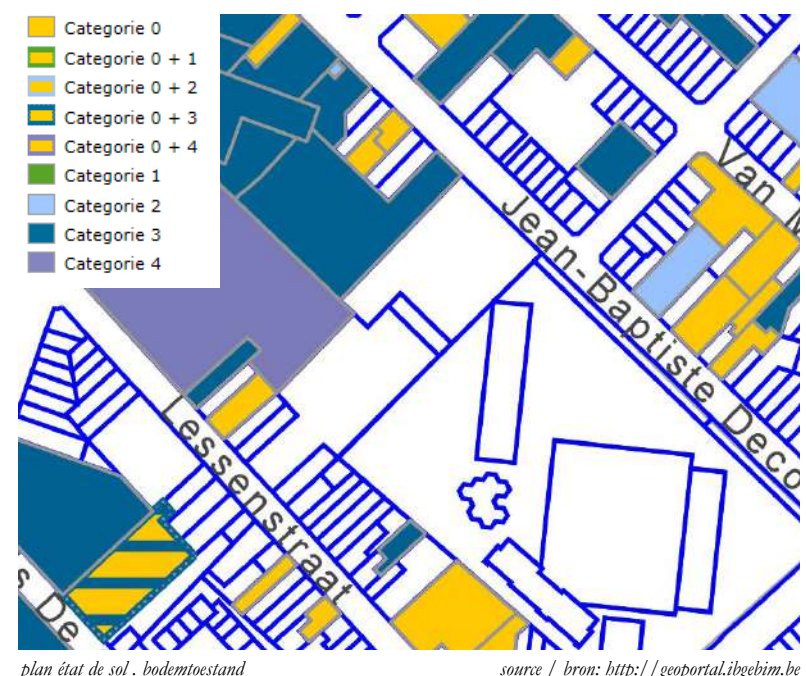 Categorie 0
Categorie 0 + 1
Categorie 0 + 2
Categorie 0 + 3
Categorie 0 + 4
Categorie 1
Categorie 2
Categorie 3
Categorie 4
Van M
Jean-Baptiste Deco
Lessenstraat
s De
plan état de sol . bodemtoestand
source / bron: http://geoportal.ibgebim.be